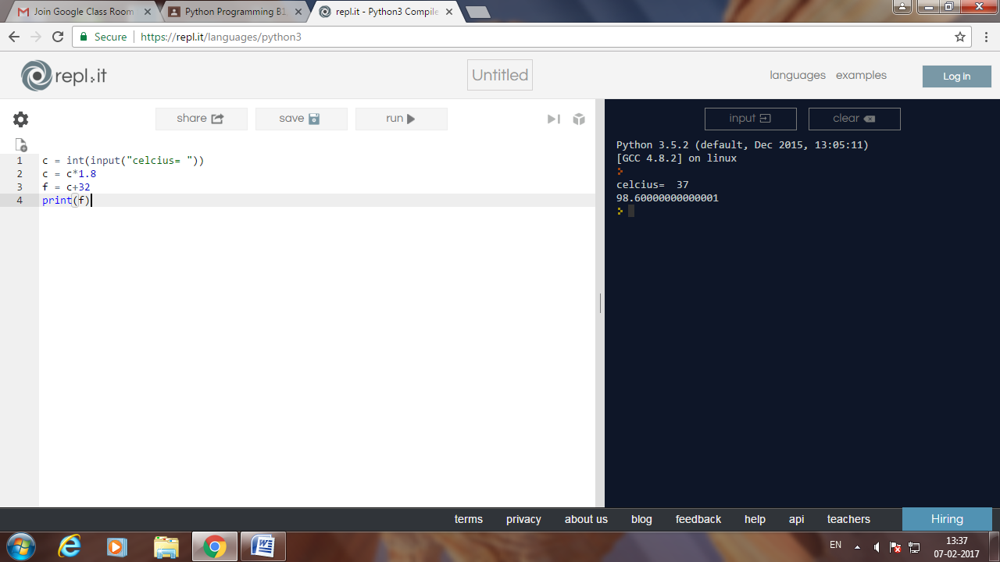 Join Google Class Room
Python Programming B1
repl.it - Python3 Compile
Secure
https://repl.it/languages/python3
repl.it
Untitled
languages
examples
Log in
share
save
run
input
clear
1 c = int(input("celcius= "))
2 c = c*1.8
3 f = c+32
4 print(f)
Python 3.5.2 (default, Dec 2015, 13:05:11)
[GCC 4.8.2] on linux
celcius=  37
98.60000000000001
terms
privacy
about us
blog
feedback
help
api
teachers
Hiring
EN
13:37
07-02-2017